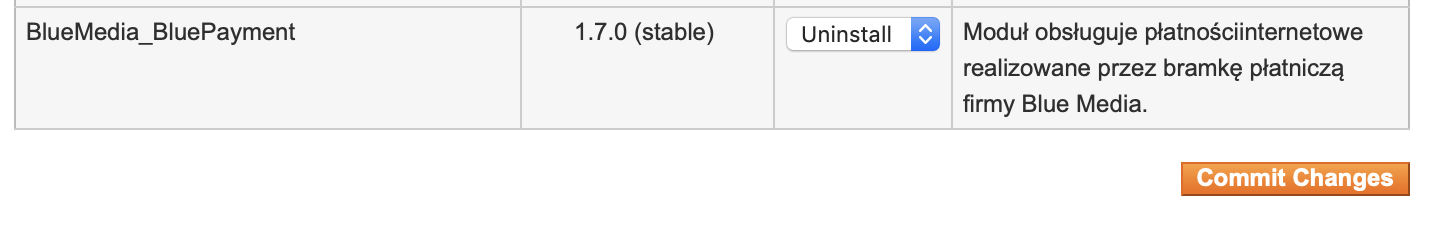 BlueMedia_BluePayment 1.7.0 (stable) Uninstall Moduł obsługuje płatnościinternetowe
realizowane przez bramkę płatniczą
firmy Blue Media.
Commit Changes